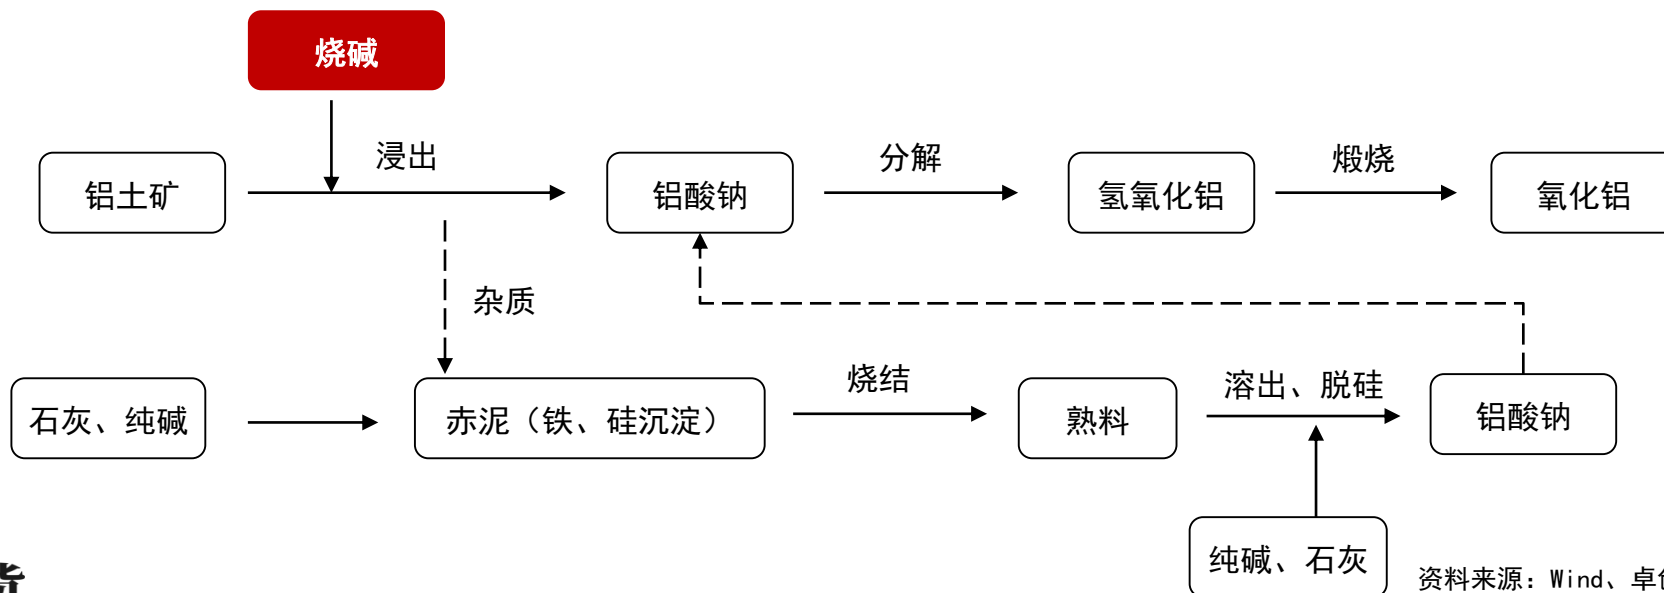 烧碱
浸出
分解
煅烧
铝土矿
铝酸钠
氢氧化铝
氧化铝
杂质
烧结
溶出、脱硅
石灰、纯碱
赤泥（铁、硅沉淀）
熟料
铝酸钠
纯碱、石灰
资料来源：Wind、卓创